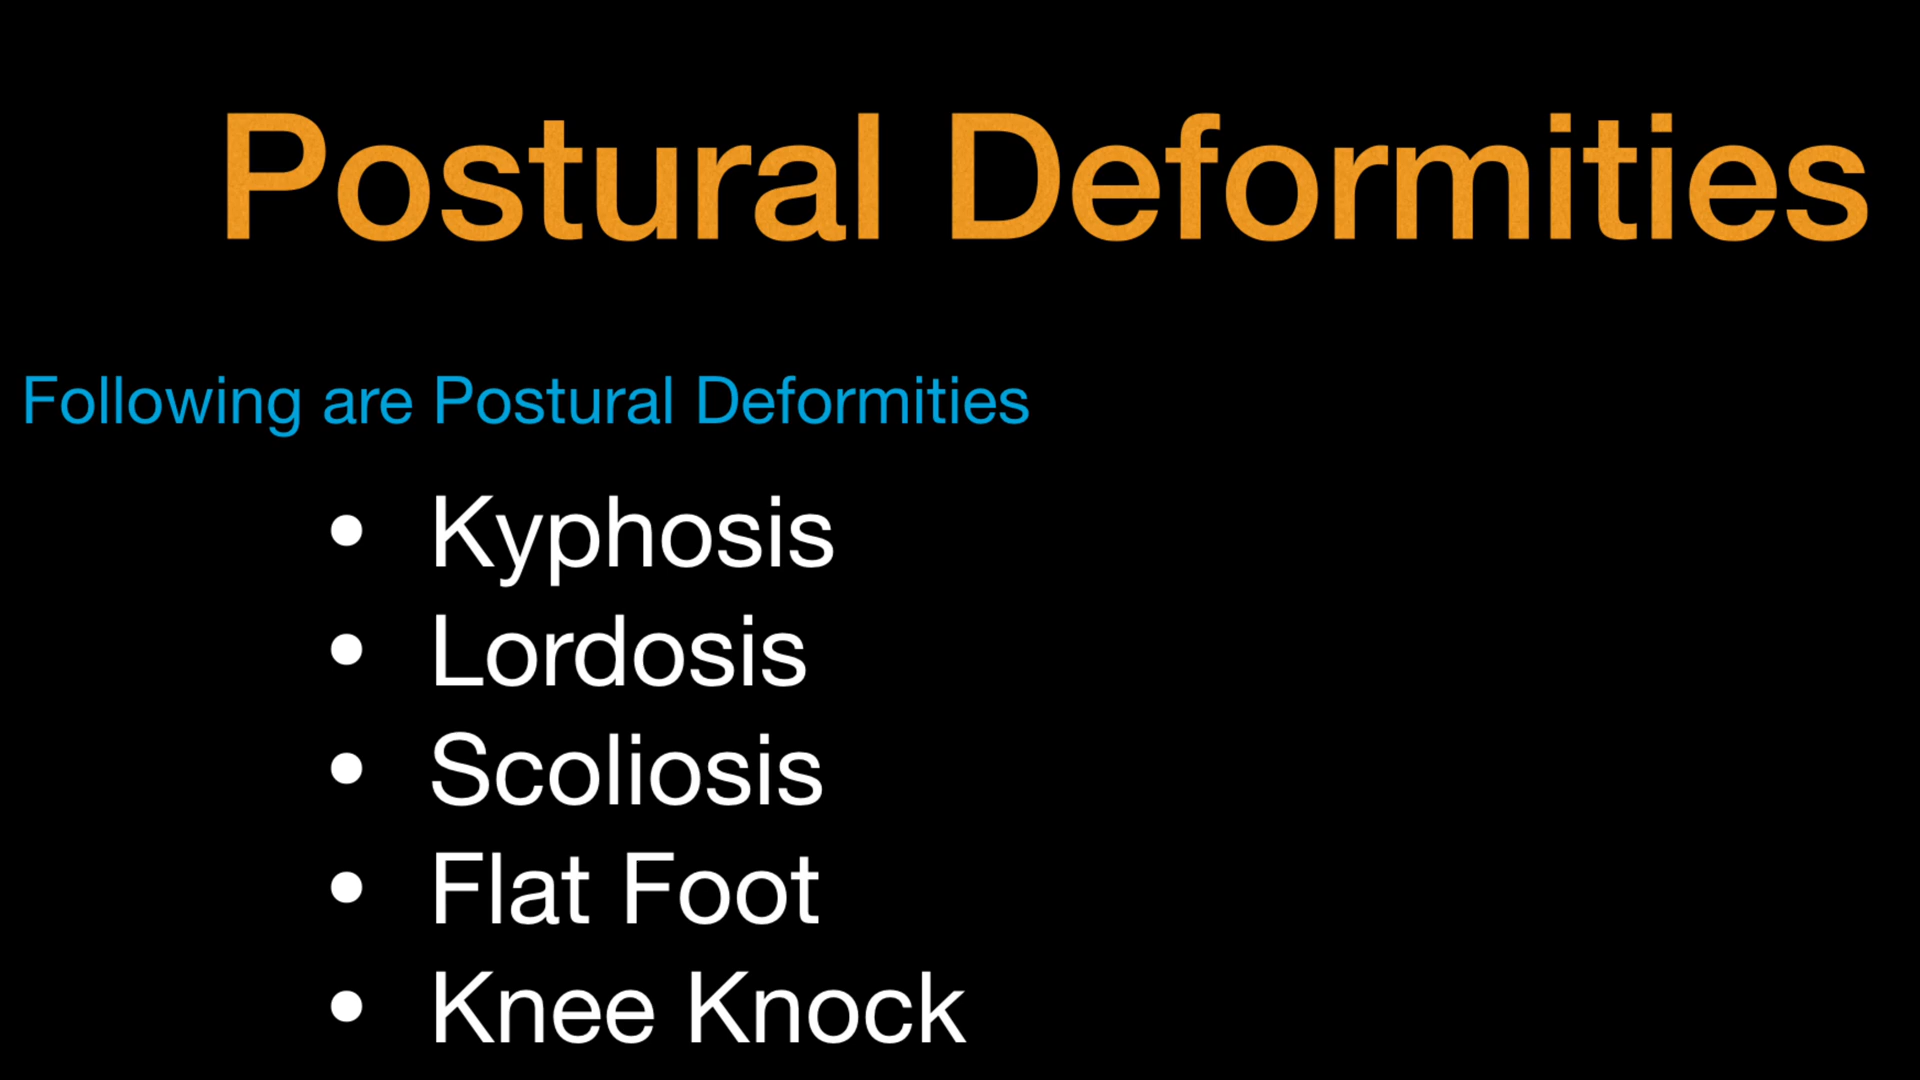 Postural Deformities
Following are Postural Deformities
• Kyphosis
• Lordosis
• Scoliosis
• Flat Foot
• Knee Knock